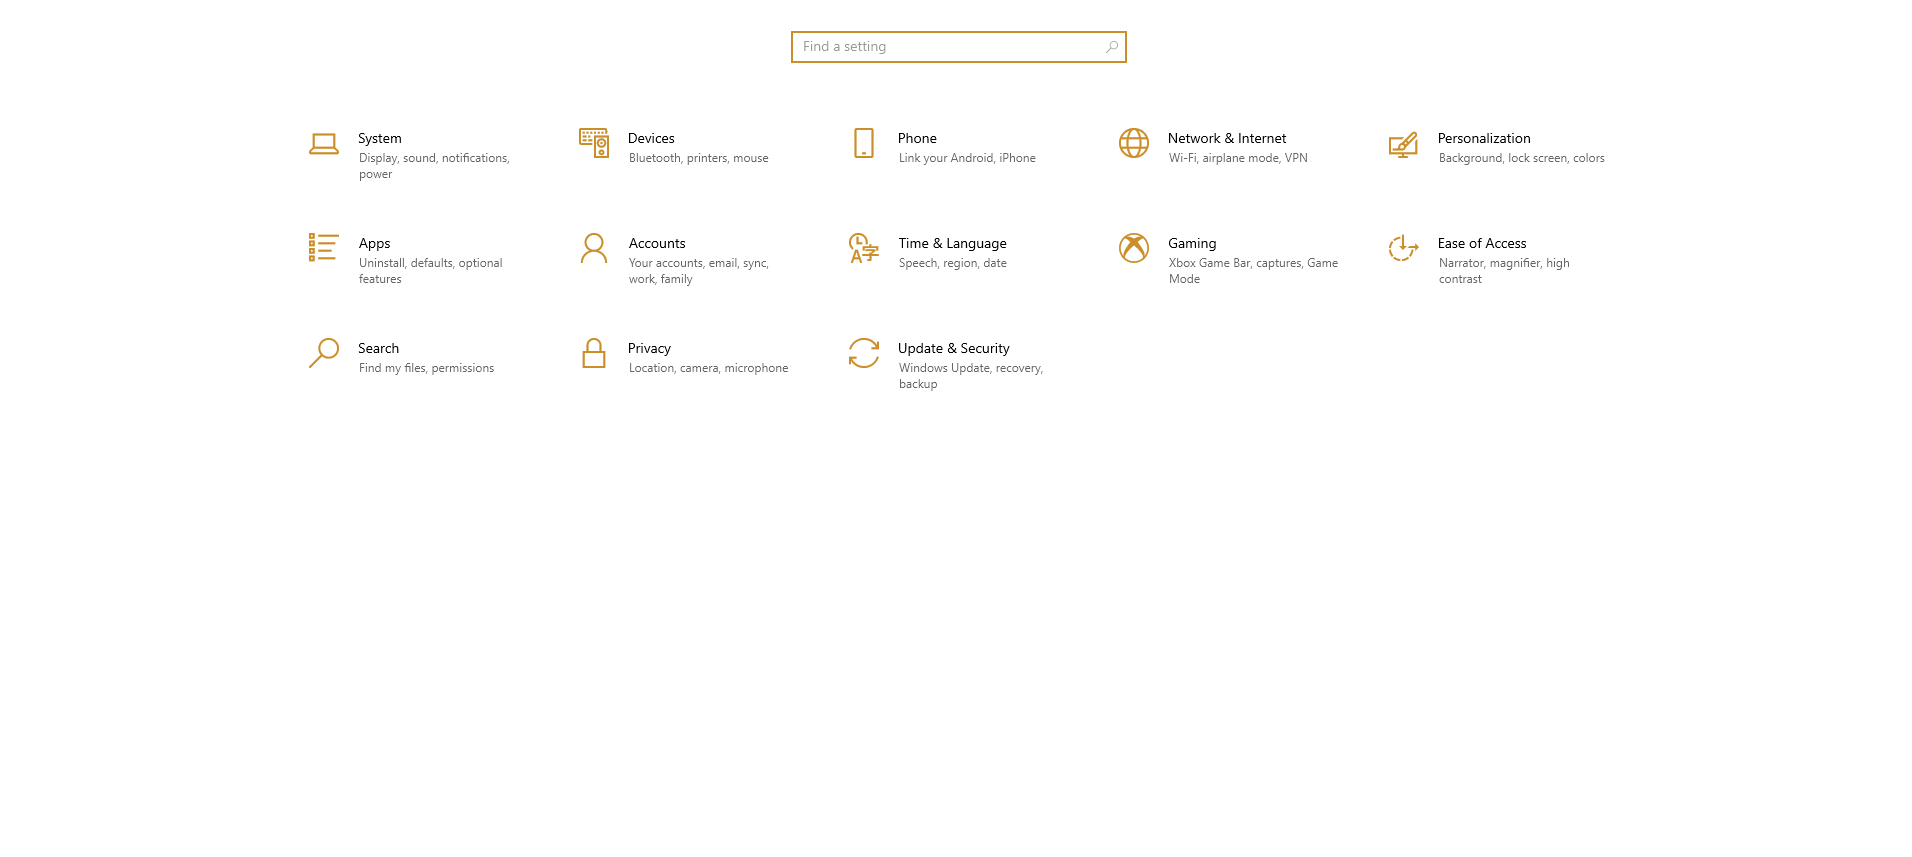 Find a setting
System
Display, sound, notifications,
power
Devices
Bluetooth, printers, mouse
Phone
Link your Android, iPhone
Network & Internet
Wi-Fi, airplane mode, VPN
Personalization
Background, lock screen, colors
Apps
Uninstall, defaults, optional
features
Accounts
Your accounts, email, sync,
work, family
Time & Language
Speech, region, date
Gaming
Xbox Game Bar, captures, Game
Mode
Ease of Access
Narrator, magnifier, high
contrast
Search
Find my files, permissions
Privacy
Location, camera, microphone
Update & Security
Windows Update, recovery,
backup